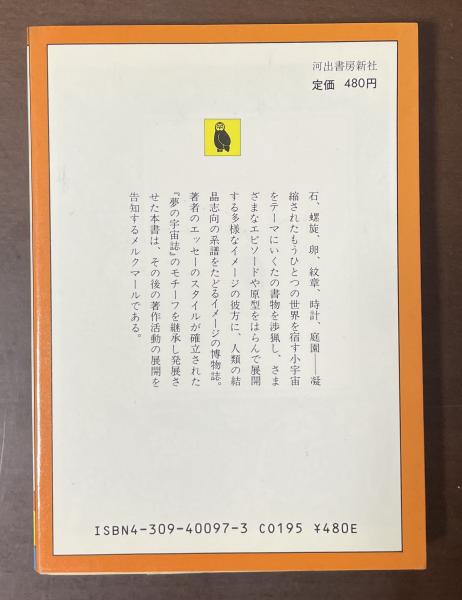 河出書房新社
定価 480円
石、螺旋、卵、紋章、時計、庭園——凝
縮されたもうひとつの世界を宿す小宇宙
をテーマにいくたの書物を渉猟し、さま
ざまなエピソードや原型をはらんで展開
する多様なイメージの彼方に、人類の結
晶志向の系譜をたどるイメージの博物誌。
著者のエッセーのスタイルが確立された
『夢の宇宙誌』のモチーフを継承し発展さ
せた本書は、その後の著作活動の展開を
告知するメルクマールである。
ISBN4-309-40097-3 C0195 ¥480E